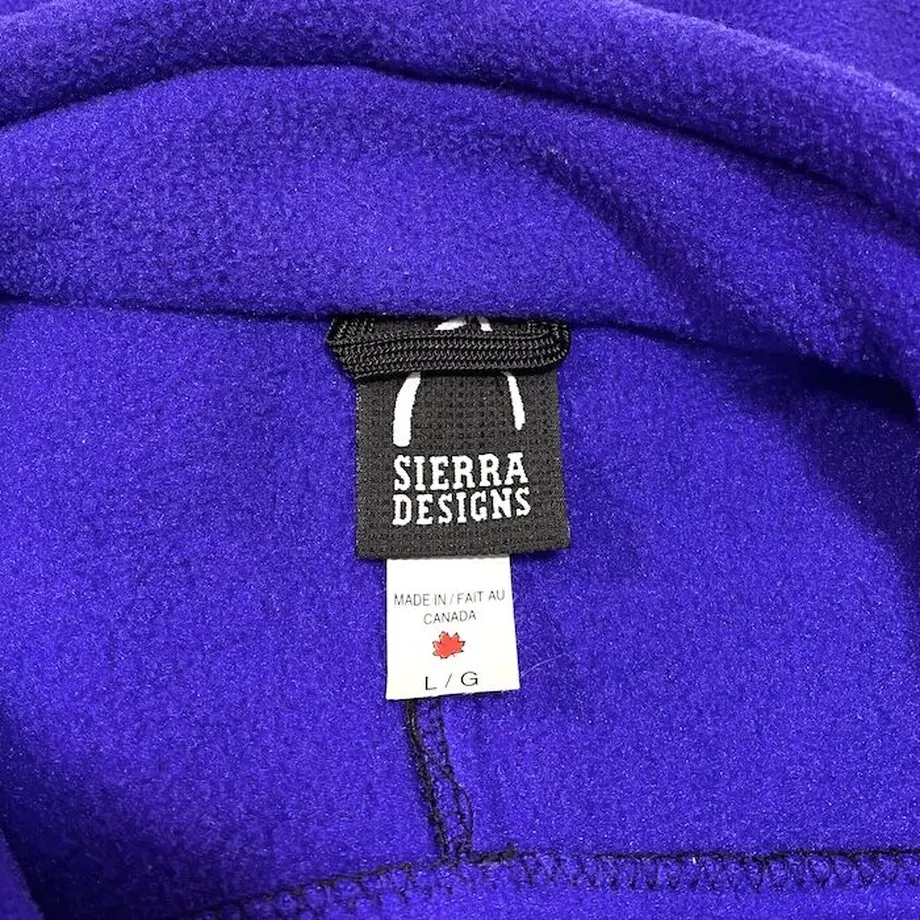 SIERRA
DESIGNS
MADE IN / FAIT AU
CANADA
L / G